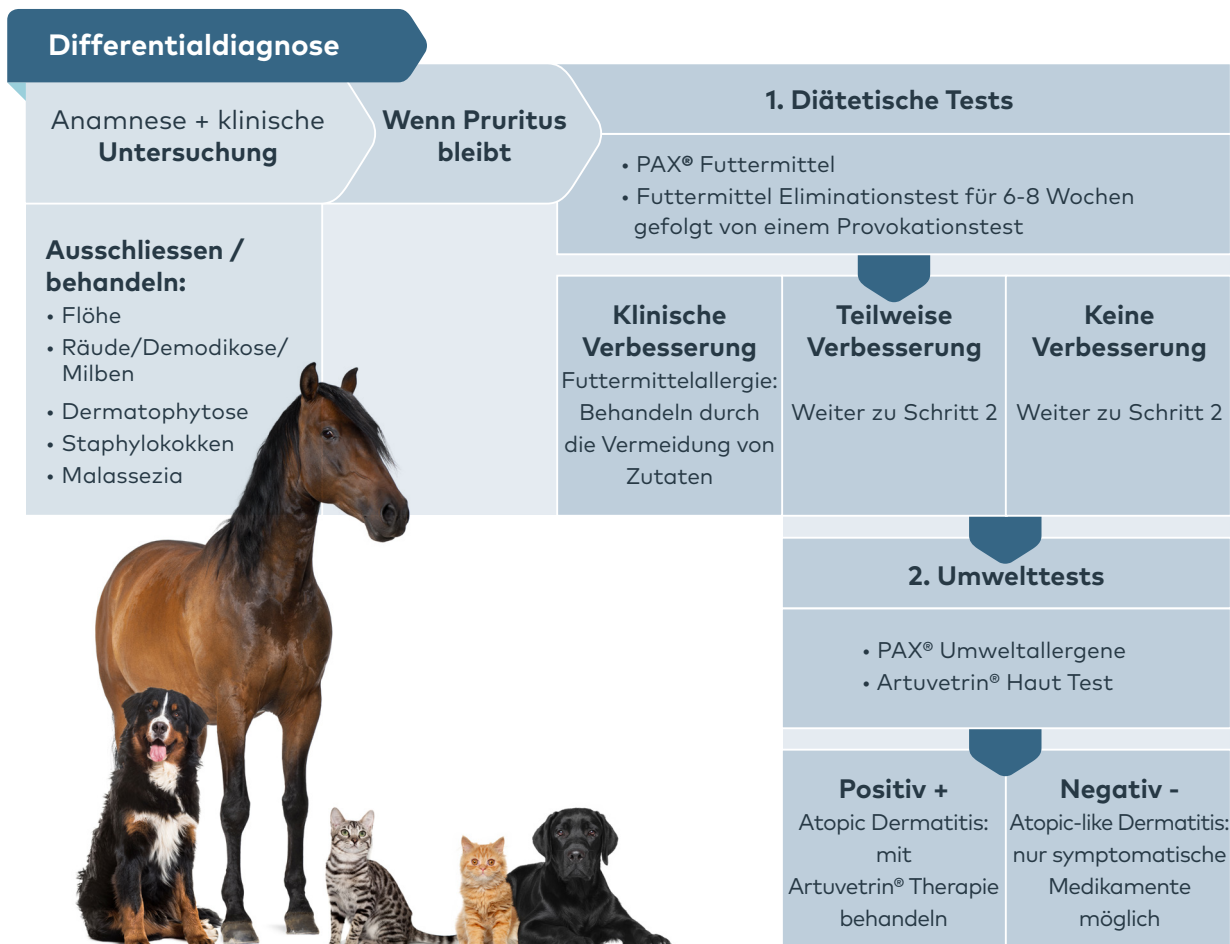 Differentialdiagnose
Anamnese + klinische
Untersuchung
Wenn Pruritus
bleibt
Ausschliessen /
behandeln:
• Flöhe
• Räude/Demodikose/
Milben
• Dermatophytose
• Staphylokokken
• Malassezia
1. Diätetische Tests
• PAX® Futtermittel
• Futtermittel Eliminationstest für 6-8 Wochen
gefolgt von einem Provokationstest
Klinische
Verbesserung
Futtermittelallergie:
Behandeln durch
die Vermeidung von
Zutaten
Teilweise
Verbesserung
Weiter zu Schritt 2
Keine
Verbesserung
Weiter zu Schritt 2
2. Umwelttests
• PAX® Umweltallergene
• Artuvetrin® Haut Test
Positiv +
Atopic Dermatitis:
mit
Artuvetrin® Therapie
behandeln
Negativ -
Atopic-like Dermatitis:
nur symptomatische
Medikamente
möglich